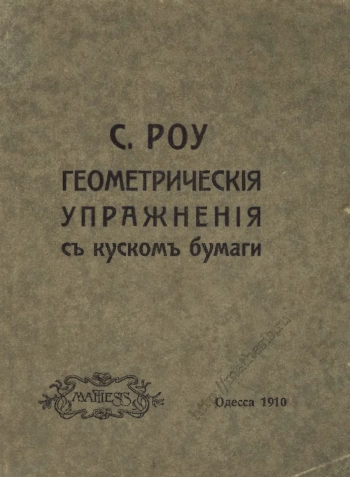 С. РОУ
ГЕОМЕТРИЧЕСКІЯ
УПРАЖНЕНІЯ
съ кускомъ бумаги
MATHESIS
Одесса 1910